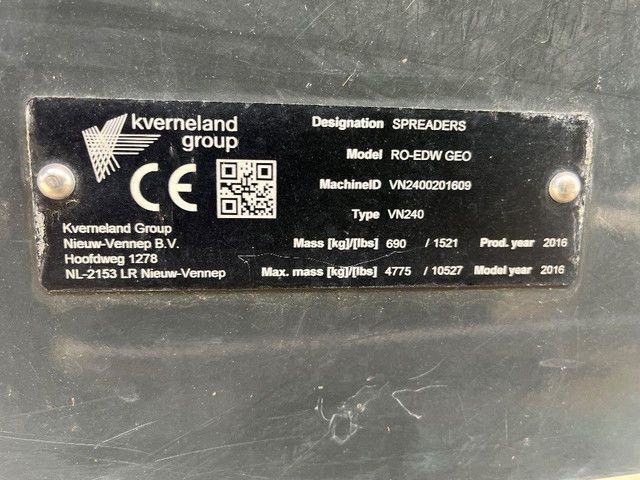 kverneland
group
CE
Kverneland Group
Nieuw-Vennep B.V.
Hoofdweg 1278
NL-2153 LR Nieuw-Vennep
Designation SPREADERS
Model RO-EDW GEO
MachineID VN2400201609
Type VN240
Mass [kg]/[lbs] 690 / 1521 Prod. year 2016
Max. mass [kg]/[lbs] 4775 / 10527 Model year 2016